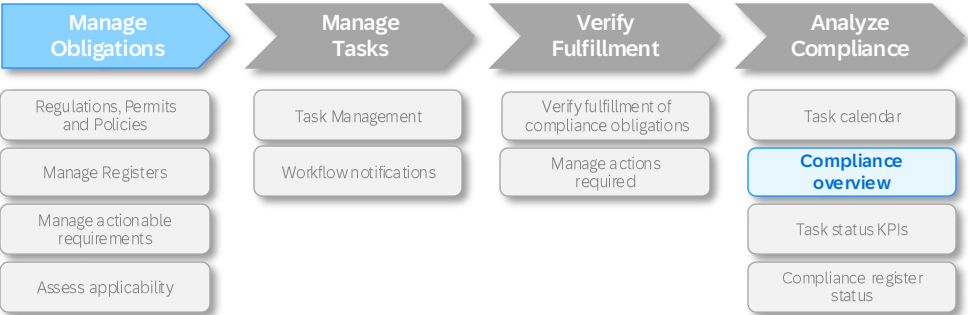 Manage
Obligations
Manage
Tasks
Verify
Fulfillment
Analyze
Compliance
Regulations, Permits
and Policies
Manage Registers
Manage actionable
requirements
Assess applicability
Task Management
Workflow notifications
Verify fulfillment of
compliance obligations
Manage actions
required
Task calendar
Compliance
overview
Task status KPIs
Compliance register
status